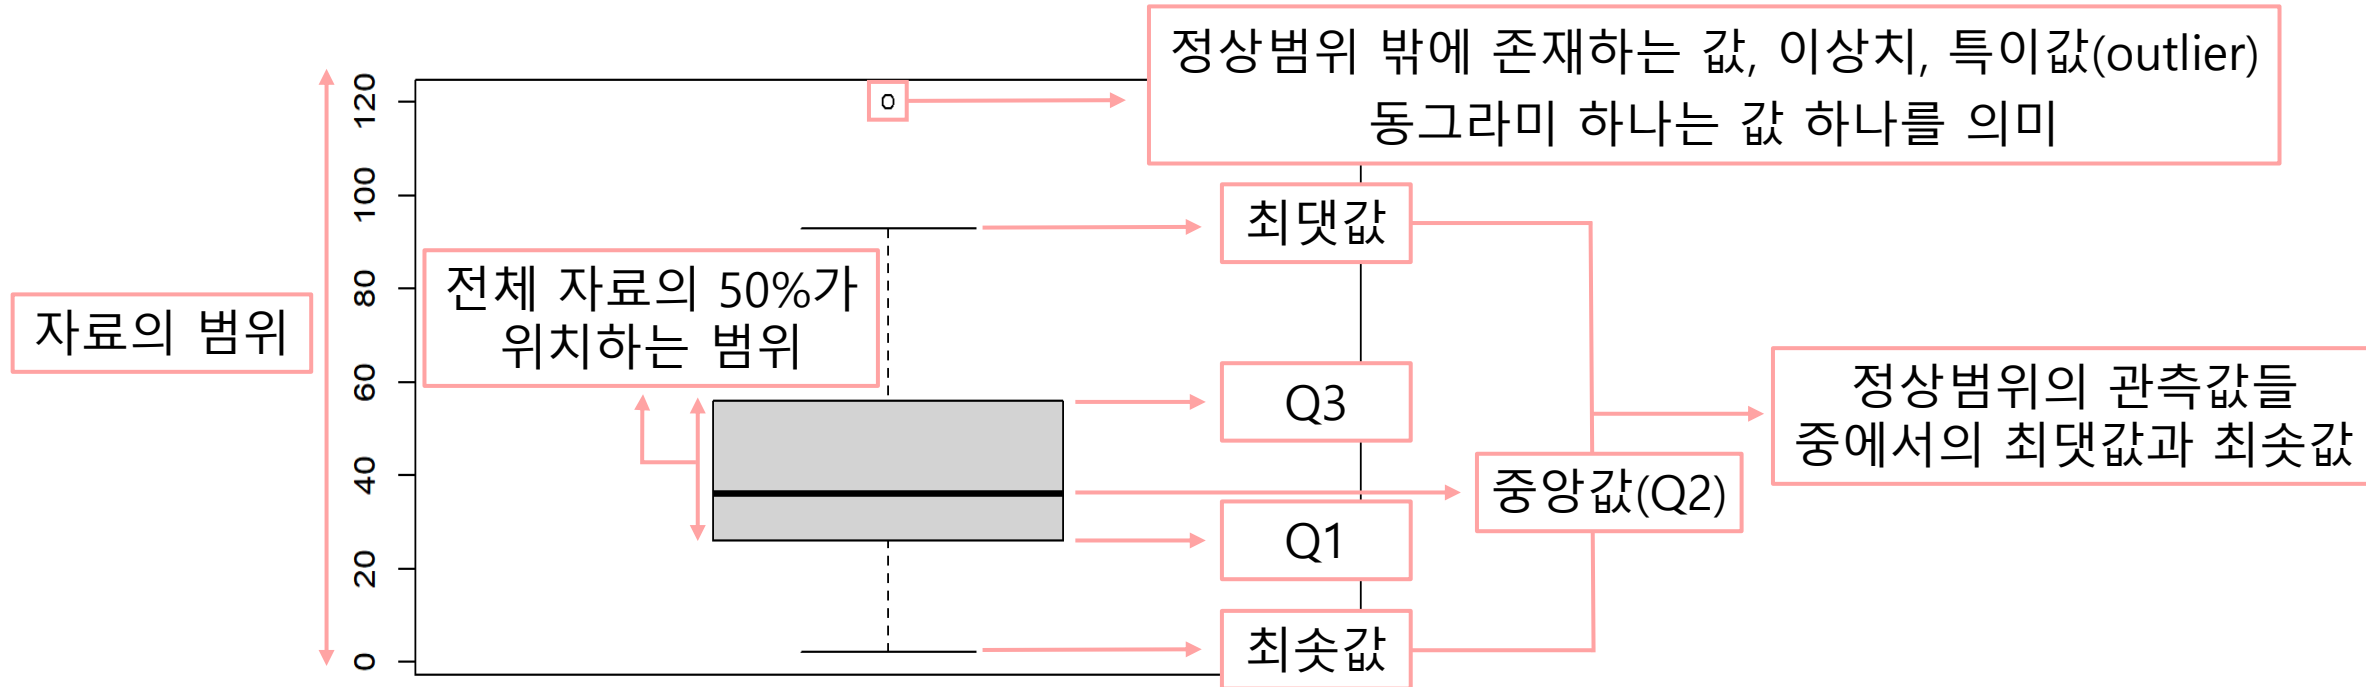 정상범위 밖에 존재하는 값, 이상치, 특이값(outlier)
동그라미 하나는 값 하나를 의미
120
100
80
60
40
20
0
자료의 범위
전체 자료의 50%가
위치하는 범위
최댓값
Q3
중앙값(Q2)
Q1
최솟값
정상범위의 관측값들
중에서의 최댓값과 최솟값